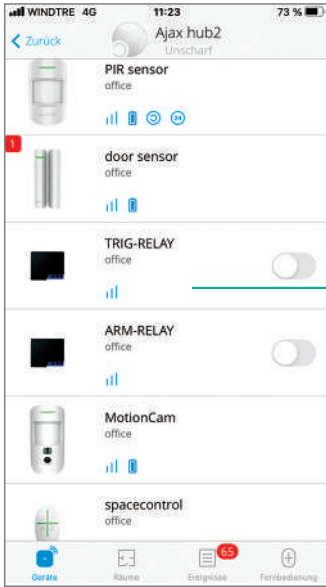 WINDTRE 4G 11:23 73 %
Zurück
Ajax hub2
Unscharf
PIR sensor
office
24
1
door sensor
office
TRIG-RELAY
office
ARM-RELAY
office
MotionCam
office
spacecontrol
office
65
Geräte Räume Ereignisse Fernbedienung